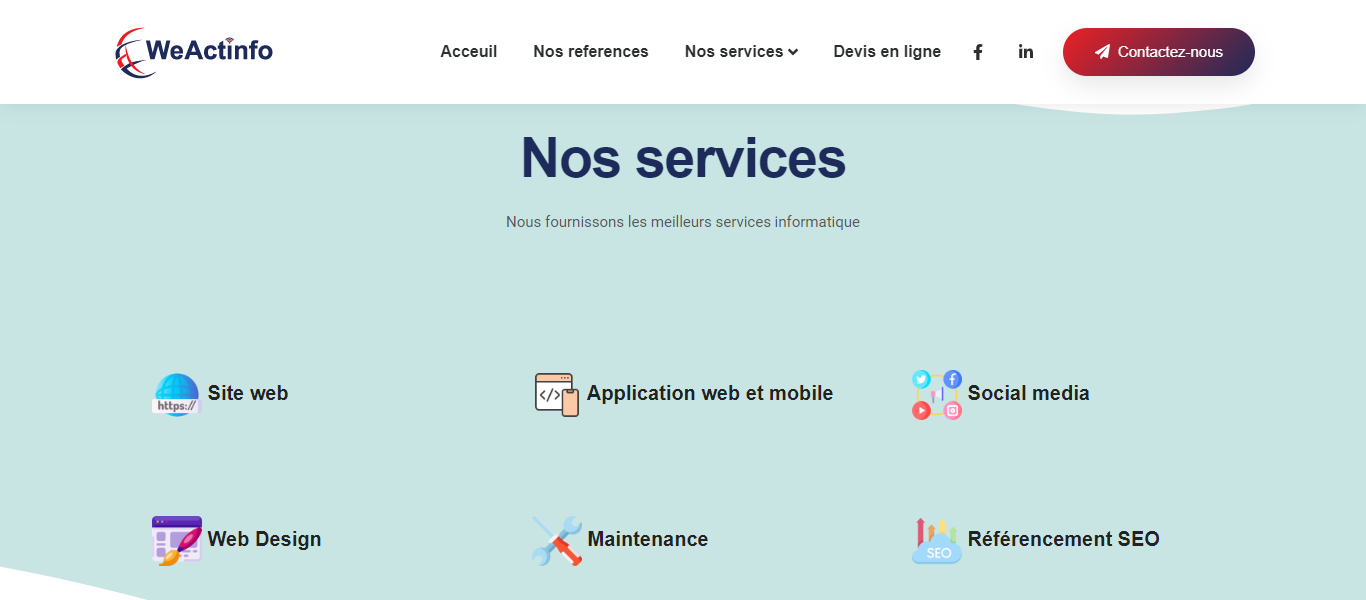 WeActinfo
Acceuil Nos references Nos services Devis en ligne Contactez-nous
Nos services
Nous fournissons les meilleurs services informatique
https://
Site web
Application web et mobile
Social media
Web Design
Maintenance
SEO
Référencement SEO